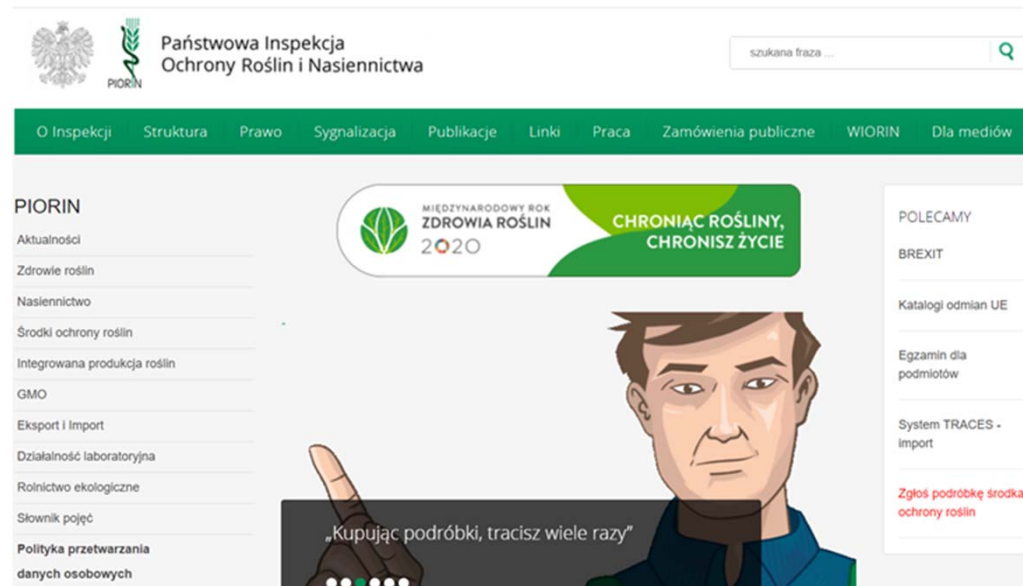 PIORIN
Państwowa Inspekcja
Ochrony Roślin i Nasiennictwa
szukana fraza ...
O Inspekcji Struktura Prawo Sygnalizacja Publikacje Linki Praca Zamówienia publiczne WIORIN Dla mediów
PIORIN
Aktualności
Zdrowie roślin
Nasiennictwo
Środki ochrony roślin
Integrowana produkcja roślin
GMO
Eksport i Import
Działalność laboratoryjna
Rolnictwo ekologiczne
Słownik pojęć
Polityka przetwarzania
danych osobowych
MIĘDZYNARODOWY ROK
ZDROWIA ROŚLIN
2020
CHRONIĄC ROŚLINY,
CHRONISZ ŻYCIE
„Kupując podróbki, tracisz wiele razy”
POLECAMY
BREXIT
Katalogi odmian UE
Egzamin dla
podmiotów
System TRACES -
import
Zgłoś podróbkę środka
ochrony roślin